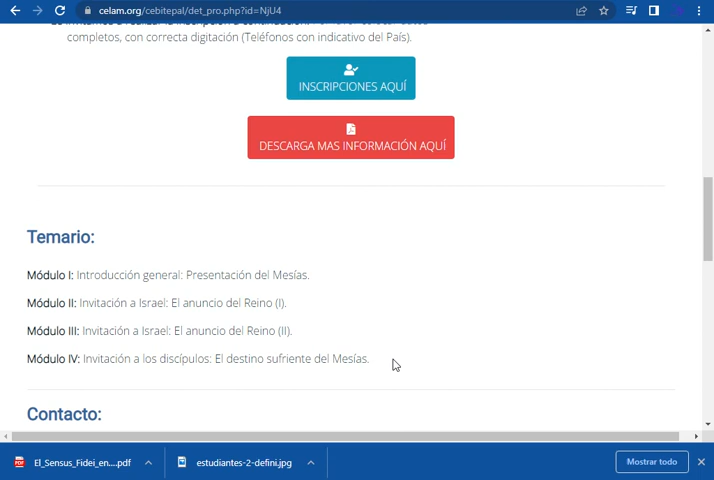 celam.org/cebitepal/det_pro.php?id=NjU4
completos, con correcta digitación (Teléfonos con indicativo del País).
INSCRIPCIONES AQUÍ
DESCARGA MAS INFORMACIÓN AQUÍ
Temario:
Módulo I: Introducción general: Presentación del Mesías.
Módulo II: Invitación a Israel: El anuncio del Reino (I).
Módulo III: Invitación a Israel: El anuncio del Reino (II).
Módulo IV: Invitación a los discípulos: El destino sufriente del Mesías.
Contacto:
El_Sensus_Fidei_en....pdf
estudiantes-2-defini.jpg
Mostrar todo